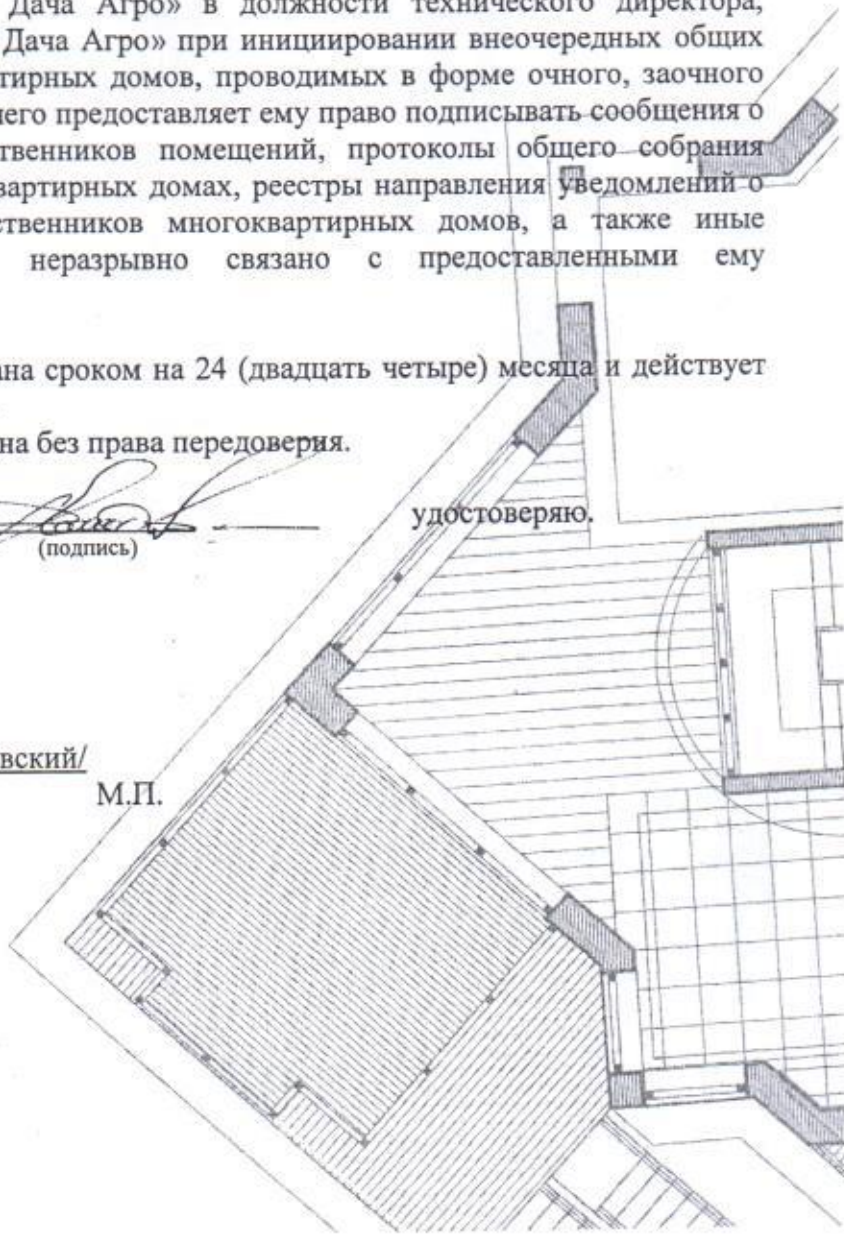 Дача Агро» в должности технического директора,
Дача Агро» при инициировании внеочередных общих
тирных домов, проводимых в форме очного, заочного
чего предоставляет ему право подписывать сообщения о
твенников помещений, протоколы общего собрания
вартирных домах, реестры направления уведомлений о
ственников многоквартирных домов, а также иные
неразрывно связано с предоставленными ему
на сроком на 24 (двадцать четыре) месяца и действует
на без права передоверия.
удостоверяю.
(подпись)
вский/
М.П.